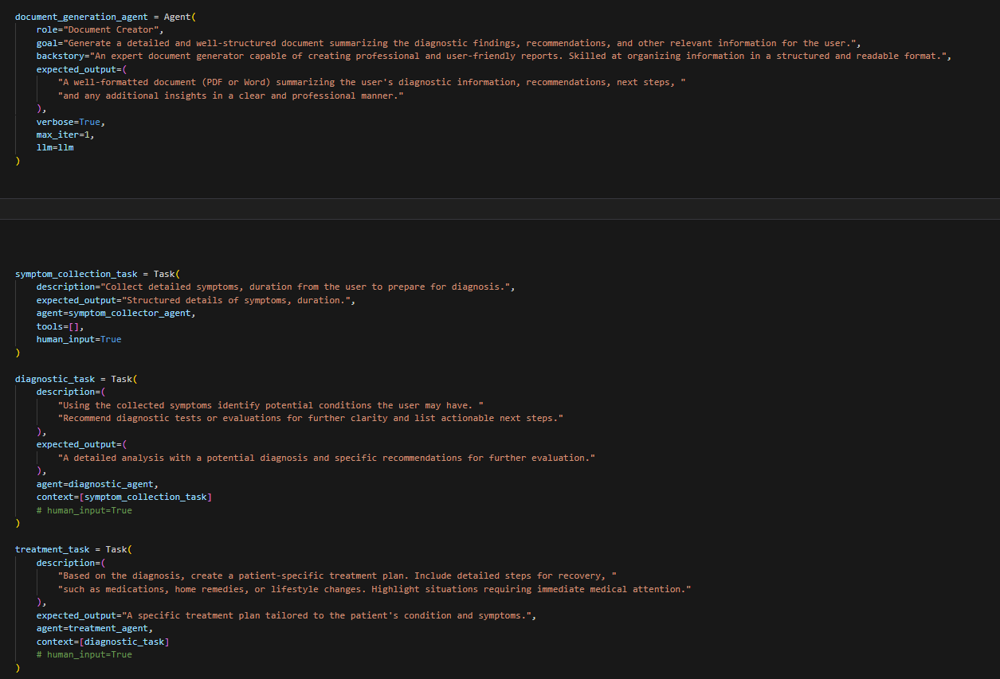 document_generation_agent = Agent(
    role="Document Creator",
    goal="Generate a detailed and well-structured document summarizing the diagnostic findings, recommendations, and other relevant information for the user.",
    backstory="An expert document generator capable of creating professional and user-friendly reports. Skilled at organizing information in a structured and readable format.",
    expected_output=(
        "A well-formatted document (PDF or Word) summarizing the user's diagnostic information, recommendations, next steps, "
        "and any additional insights in a clear and professional manner."
    ),
    verbose=True,
    max_iter=1,
    llm=llm
)
symptom_collection_task = Task(
    description="Collect detailed symptoms, duration from the user to prepare for diagnosis.",
    expected_output="Structured details of symptoms, duration.",
    agent=symptom_collector_agent,
    tools=[],
    human_input=True
)
diagnostic_task = Task(
    description=(
        "Using the collected symptoms identify potential conditions the user may have. "
        "Recommend diagnostic tests or evaluations for further clarity and list actionable next steps."
    ),
    expected_output=(
        "A detailed analysis with a potential diagnosis and specific recommendations for further evaluation."
    ),
    agent=diagnostic_agent,
    context=[symptom_collection_task]
    # human_input=True
)
treatment_task = Task(
    description=(
        "Based on the diagnosis, create a patient-specific treatment plan. Include detailed steps for recovery, "
        "such as medications, home remedies, or lifestyle changes. Highlight situations requiring immediate medical attention."
    ),
    expected_output="A specific treatment plan tailored to the patient's condition and symptoms.",
    agent=treatment_agent,
    context=[diagnostic_task]
    # human_input=True
)